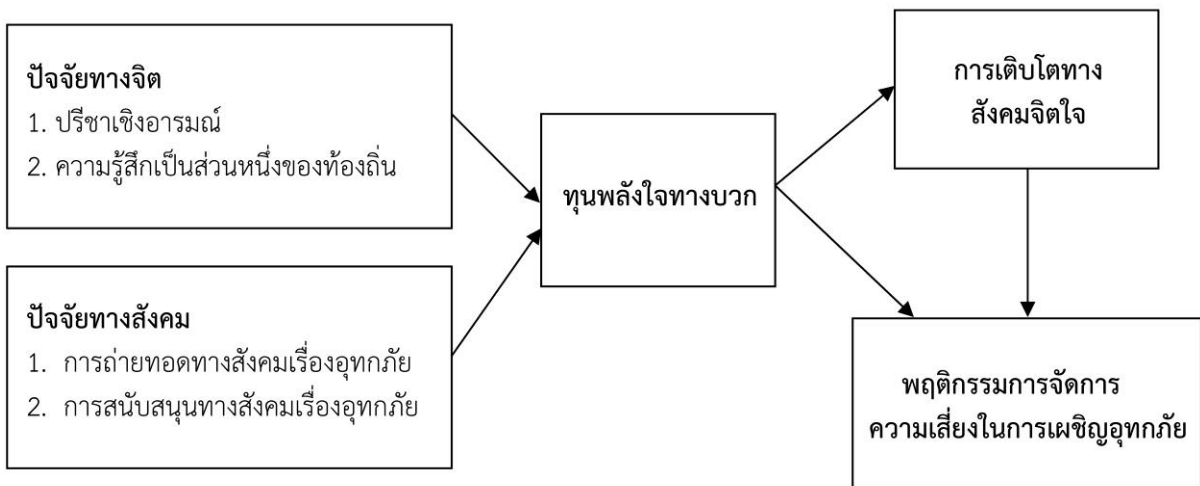 ปัจจัยทางจิต
1. ปรีชาเชิงอารมณ์
2. ความรู้สึกเป็นส่วนหนึ่งของท้องถิ่น
ปัจจัยทางสังคม
1. การถ่ายทอดทางสังคมเรื่องอุทกภัย
2. การสนับสนุนทางสังคมเรื่องอุทกภัย
ทุนพลังใจทางบวก
การเติบโตทาง
สังคมจิตใจ
พฤติกรรมการจัดการ
ความเสี่ยงในการเผชิญอุทกภัย